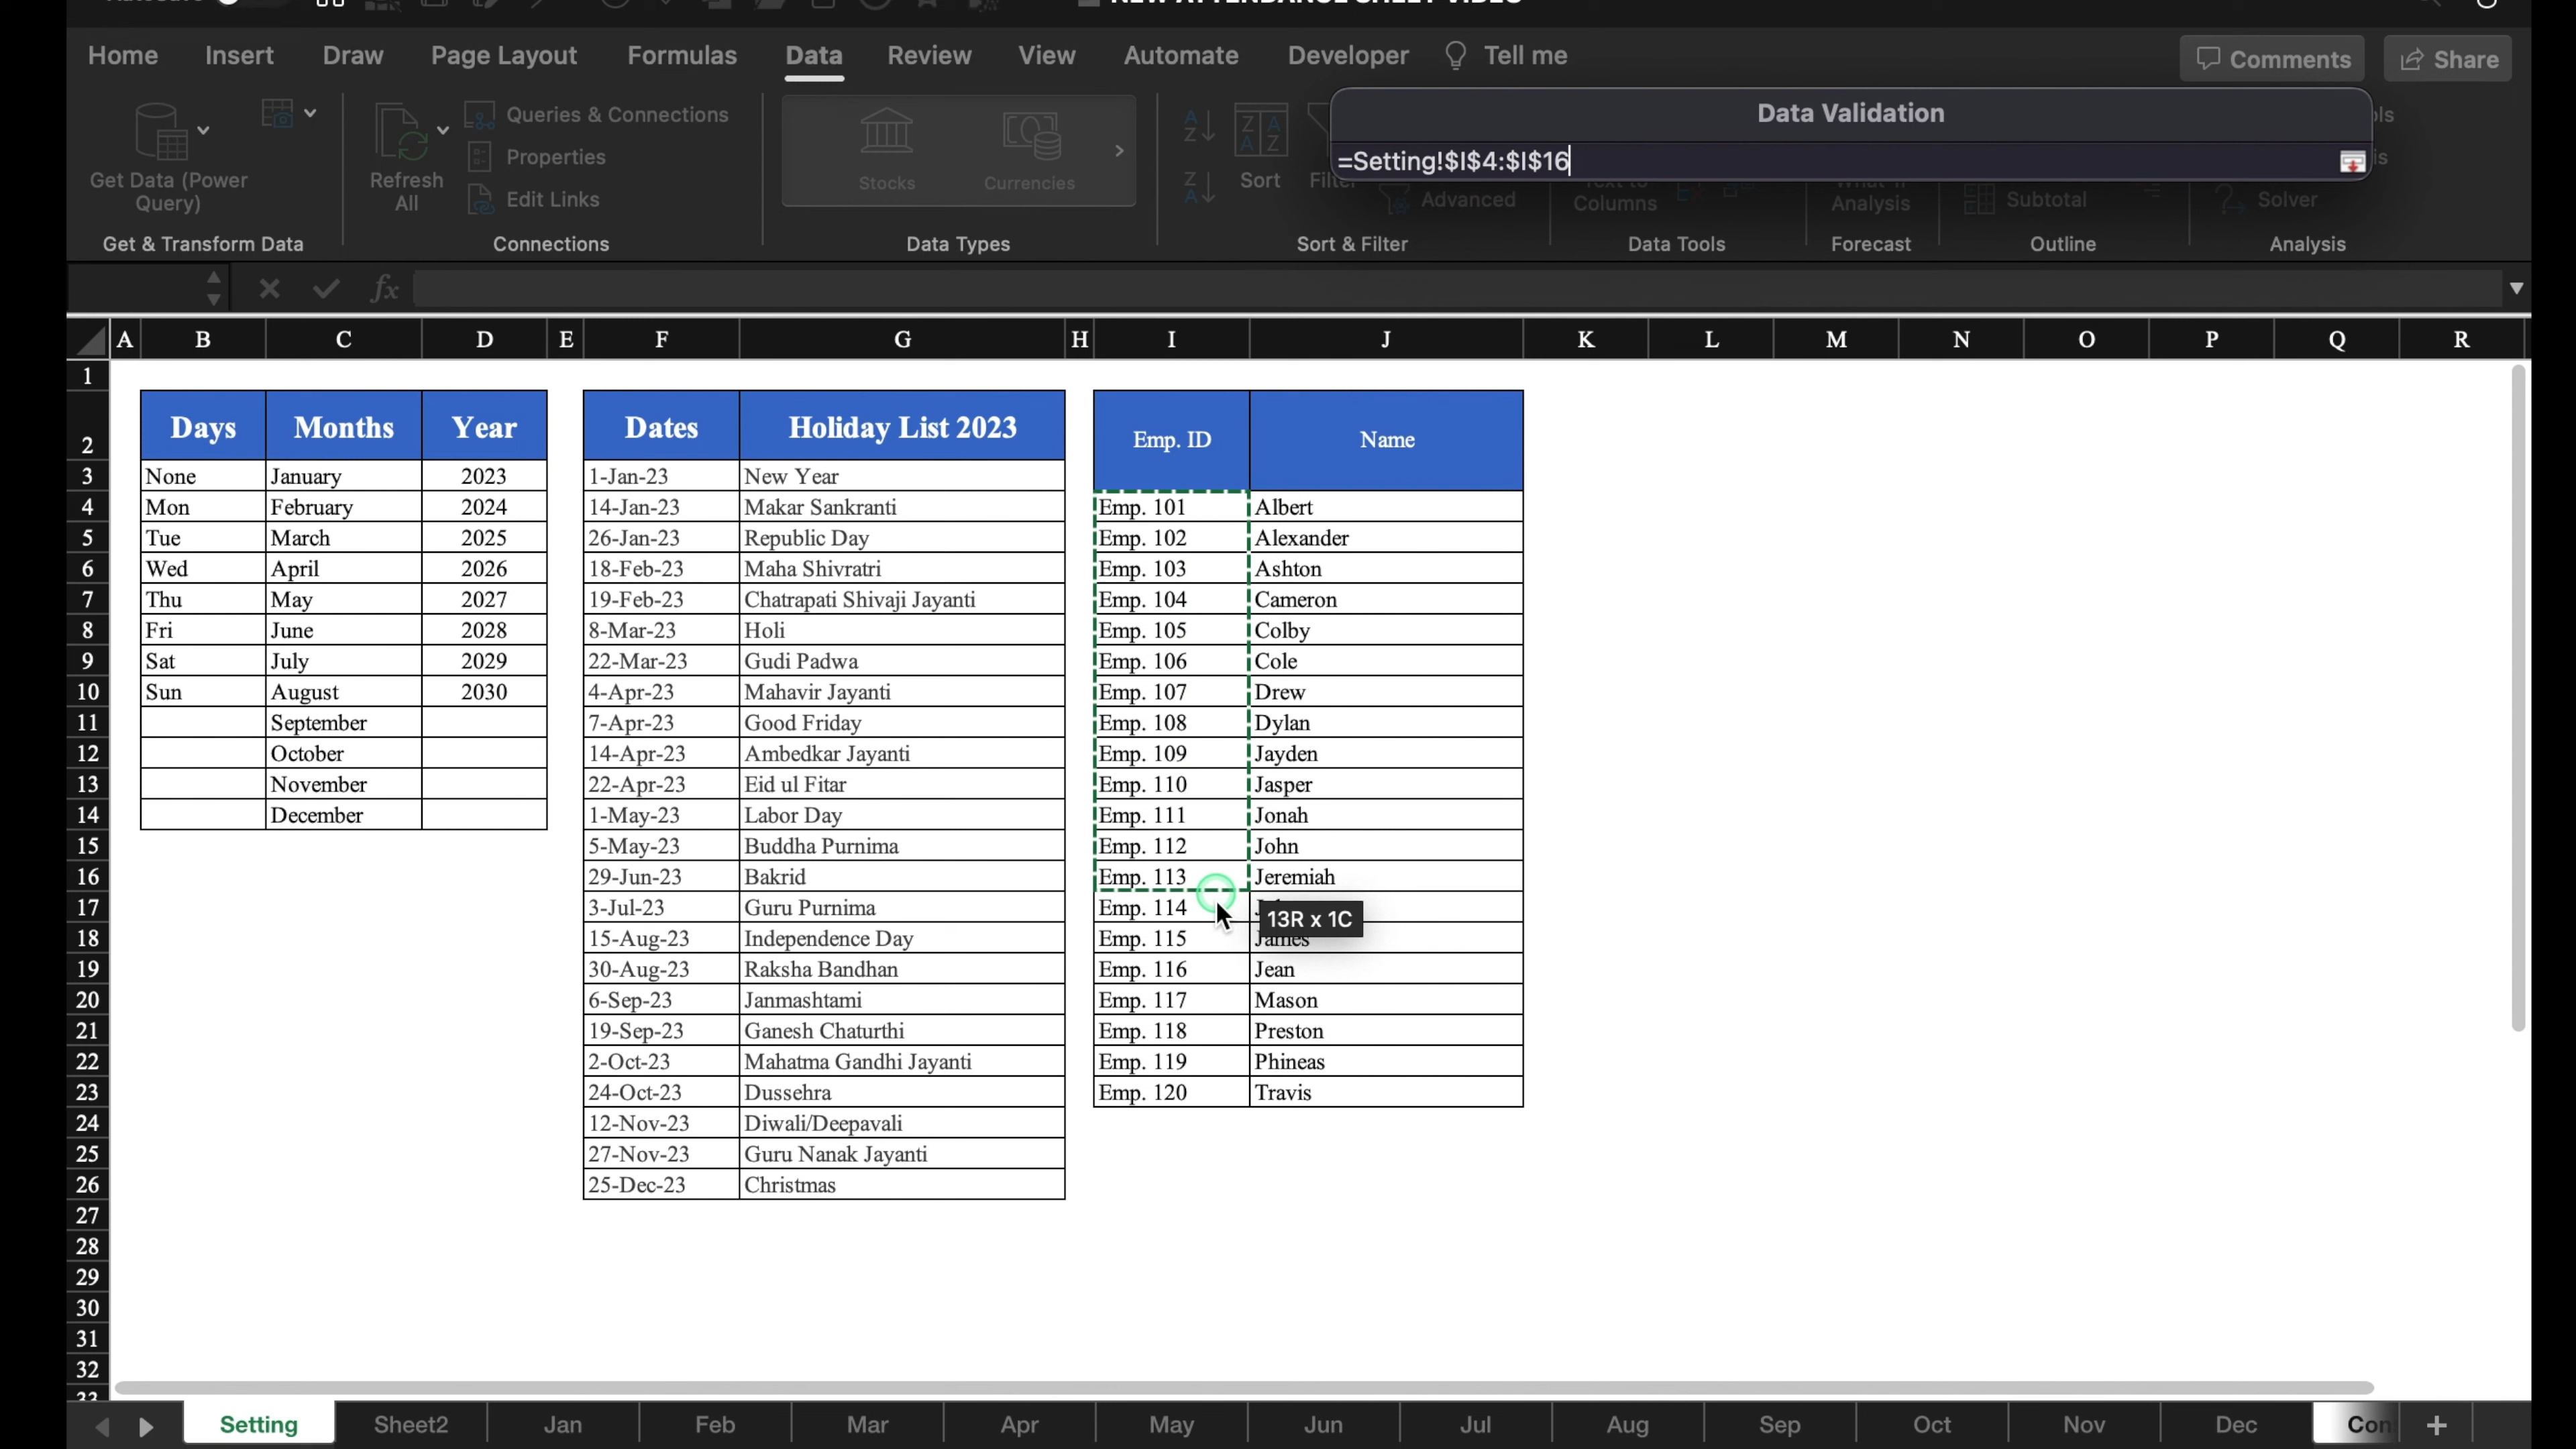 Home Insert Draw Page Layout Formulas Data Review View Automate Developer Tell me Comments Share
Data Validation
=Setting!$I$4:$I$16
Get Data (Power Query)
Refresh All
Queries & Connections
Properties
Edit Links
Stocks Currencies
Sort
Filter
Advanced
Text to Columns
What-If Analysis
Subtotal
Solver
Get & Transform Data Connections Data Types Sort & Filter Data Tools Forecast Outline Analysis
fx
A B C D E F G H I J K L M N O P Q R
1
2 Days Months Year Dates Holiday List 2023 Emp. ID Name
3 None January 2023 1-Jan-23 New Year
4 Mon February 2024 14-Jan-23 Makar Sankranti Emp. 101 Albert
5 Tue March 2025 26-Jan-23 Republic Day Emp. 102 Alexander
6 Wed April 2026 18-Feb-23 Maha Shivratri Emp. 103 Ashton
7 Thu May 2027 19-Feb-23 Chatrapati Shivaji Jayanti Emp. 104 Cameron
8 Fri June 2028 8-Mar-23 Holi Emp. 105 Colby
9 Sat July 2029 22-Mar-23 Gudi Padwa Emp. 106 Cole
10 Sun August 2030 4-Apr-23 Mahavir Jayanti Emp. 107 Drew
11 September 7-Apr-23 Good Friday Emp. 108 Dylan
12 October 14-Apr-23 Ambedkar Jayanti Emp. 109 Jayden
13 November 22-Apr-23 Eid ul Fitar Emp. 110 Jasper
14 December 1-May-23 Labor Day Emp. 111 Jonah
15 5-May-23 Buddha Purnima Emp. 112 John
16 29-Jun-23 Bakrid Emp. 113 Jeremiah
17 3-Jul-23 Guru Purnima Emp. 114
13R x 1C
18 15-Aug-23 Independence Day Emp. 115 James
19 30-Aug-23 Raksha Bandhan Emp. 116 Jean
20 6-Sep-23 Janmashtami Emp. 117 Mason
21 19-Sep-23 Ganesh Chaturthi Emp. 118 Preston
22 2-Oct-23 Mahatma Gandhi Jayanti Emp. 119 Phineas
23 24-Oct-23 Dussehra Emp. 120 Travis
24 12-Nov-23 Diwali/Deepavali
25 27-Nov-23 Guru Nanak Jayanti
26 25-Dec-23 Christmas
27
28
29
30
31
32
33
Setting Sheet2 Jan Feb Mar Apr May Jun Jul Aug Sep Oct Nov Dec Con +